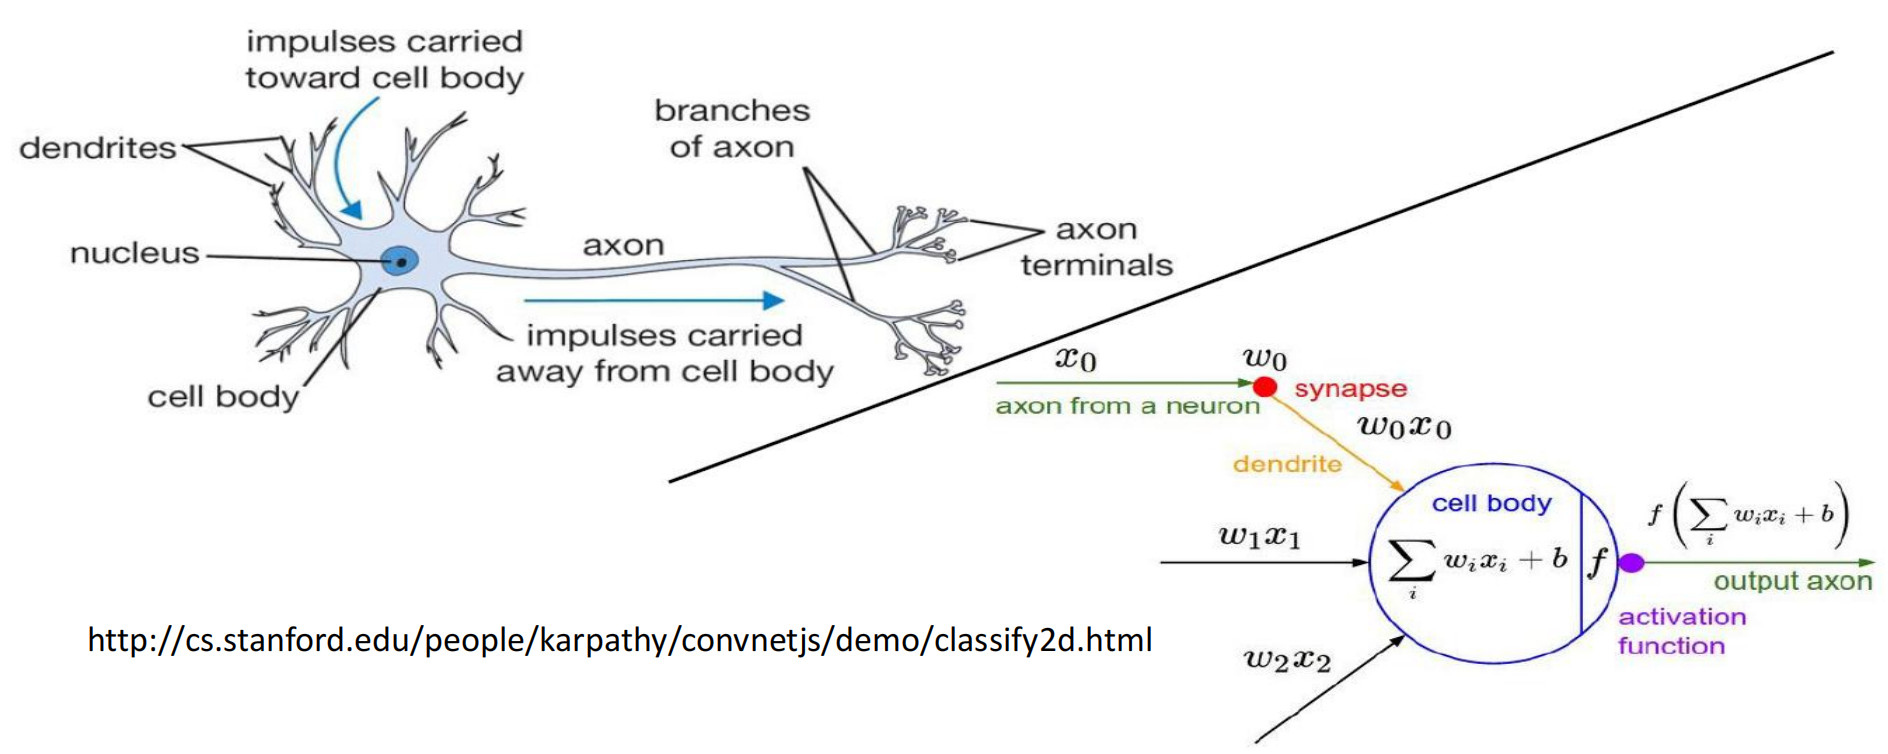 impulses carried
toward cell body
dendrites
nucleus
cell body
axon
impulses carried
away from cell body
branches
of axon
axon
terminals
x₀
w₀
axon from a neuron
synapse
w₀x₀
dendrite
cell body
w₁x₁
∑ᵢ wᵢxᵢ + b
f
f(∑ᵢ wᵢxᵢ + b)
output axon
activation
function
w₂x₂
http://cs.stanford.edu/people/karpathy/convnetjs/demo/classify2d.html